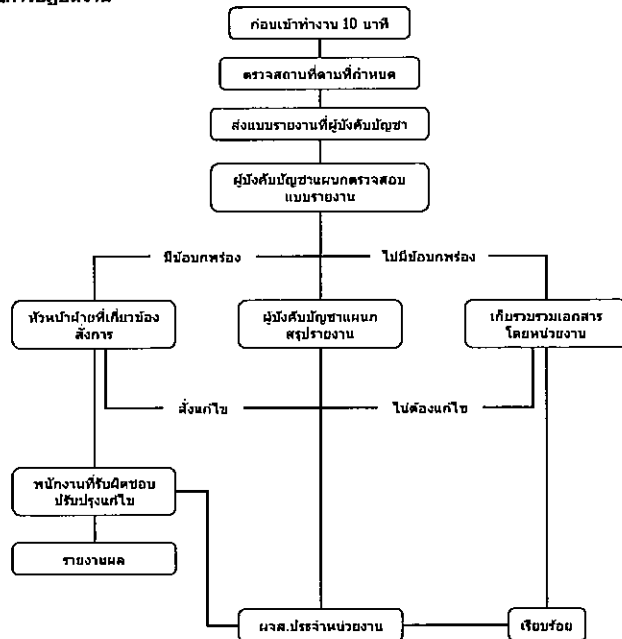 ก่อนเข้าทำงาน 10 นาที
ตรวจสถานที่ตามที่กำหนด
ส่งแบบรายงานที่ผู้บังคับบัญชา
ผู้บังคับบัญชาแผนกตรวจสอบ
แบบรายงาน
มีข้อบกพร่อง
ไม่มีข้อบกพร่อง
หัวหน้าฝ่ายที่เกี่ยวข้อง
สั่งการ
ผู้บังคับบัญชาแผนก
สรุปรายงาน
เก็บรวบรวมเอกสาร
โดยหน่วยงาน
สั่งแก้ไข
ไม่ต้องแก้ไข
พนักงานที่รับผิดชอบ
ปรับปรุงแก้ไข
รายงานผล
ผจส.ประจำหน่วยงาน
เรียบร้อย